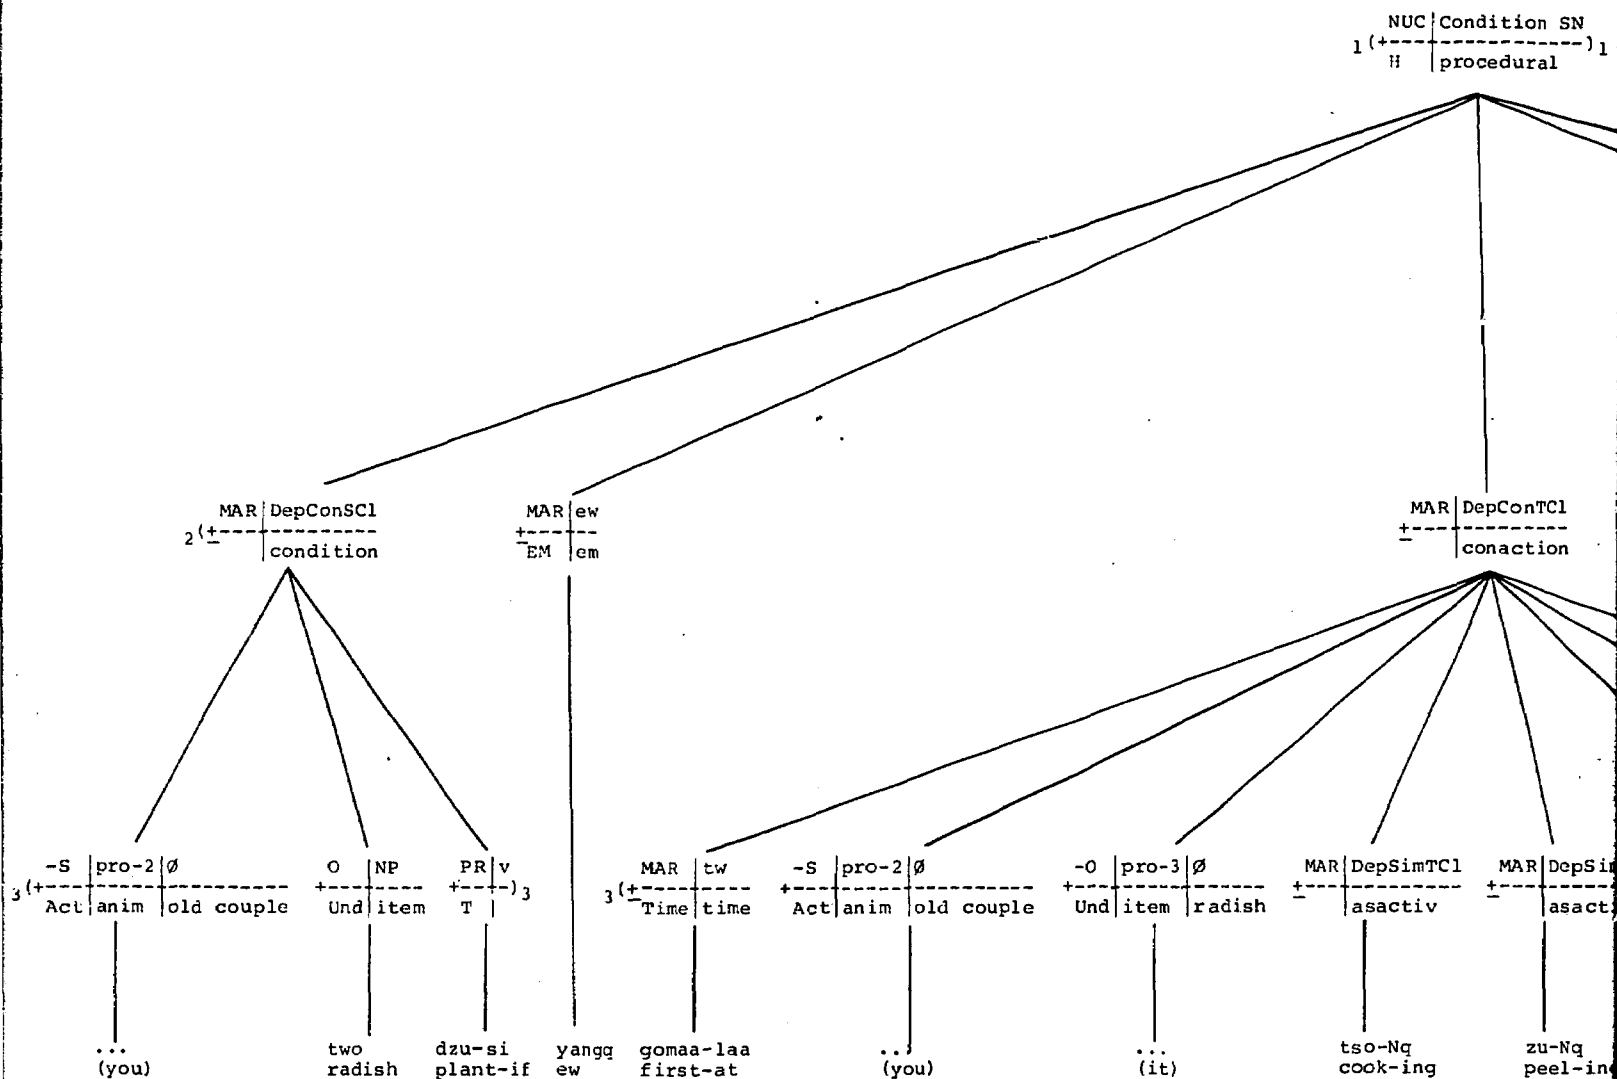 NUC|Condition SN
1(+----|---------------)1
H |procedural
MAR|DepConSCl MAR|ew MAR|DepConTCl
2(±----|----------- ±----|--- ±----|-----------
|condition EM |em |conaction
-S |pro-2|Ø O |NP PR|v MAR |tw -S |pro-2|Ø -O |pro-3|Ø MAR|DepSimTCl MAR|DepSi
3(+----|-----|----------- +----|----- +---|--)3 3(±----|----- +----|-----|----------- +----|-----|------- ±----|----------- ±----|-----
Act|anim |old couple Und|item T | Time|time Act|anim |old couple Und|item |radish |asactiv |asact
... two dzu-si yangq gomaa-laa ... ... tso-Nq zu-Nq
(you) radish plant-if ew first-at (you) (it) cook-ing peel-in